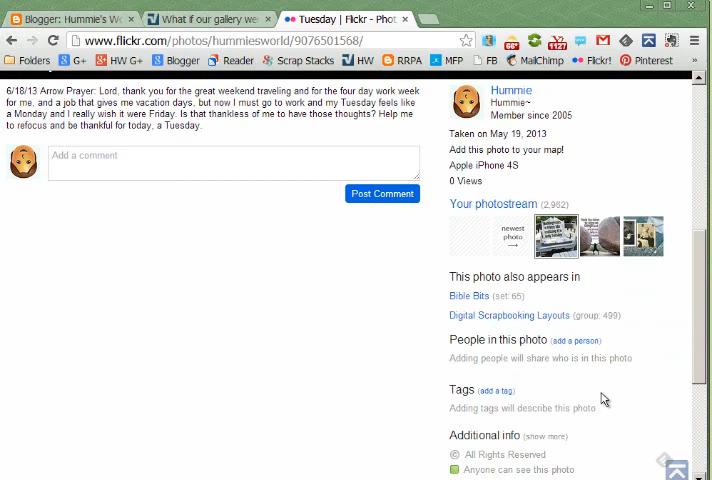 Blogger: Hummie's Wo
What if our gallery we
Tuesday | Flickr - Phot
www.flickr.com/photos/hummiesworld/9076501568/
66°
1127
Folders
G+
HW G+
Blogger
Reader
Scrap Stacks
HW
RRPA
MFP
FB
MailChimp
Flickr!
Pinterest
6/18/13 Arrow Prayer: Lord, thank you for the great weekend traveling and for the four day work week
for me, and a job that gives me vacation days, but now I must go to work and my Tuesday feels like
a Monday and I really wish it were Friday. Is that thankless of me to have those thoughts? Help me
to refocus and be thankful for today, a Tuesday.
Add a comment
Post Comment
Hummie
Hummie~
Member since 2005
Taken on May 19, 2013
Add this photo to your map!
Apple iPhone 4S
0 Views
Your photostream (2,962)
newest
photo
This photo also appears in
Bible Bits (set: 65)
Digital Scrapbooking Layouts (group: 499)
People in this photo (add a person)
Adding people will share who is in this photo
Tags (add a tag)
Adding tags will describe this photo
Additional info (show more)
© All Rights Reserved
Anyone can see this photo